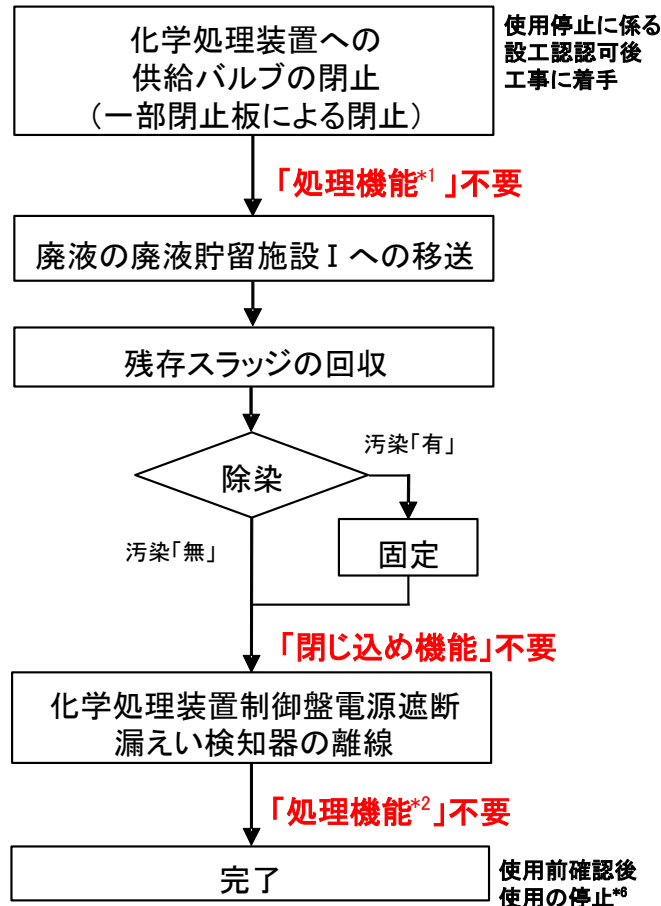 化学処理装置への
供給バルブの閉止
（一部閉止板による閉止）
使用停止に係る
設工認認可後
工事に着手
「処理機能*1」不要
廃液の廃液貯留施設Ⅰへの移送
残存スラッジの回収
除染
汚染「有」
汚染「無」
固定
「閉じ込め機能」不要
化学処理装置制御盤電源遮断
漏えい検知器の離線
「処理機能*2」不要
完了
使用前確認後
使用の停止*6